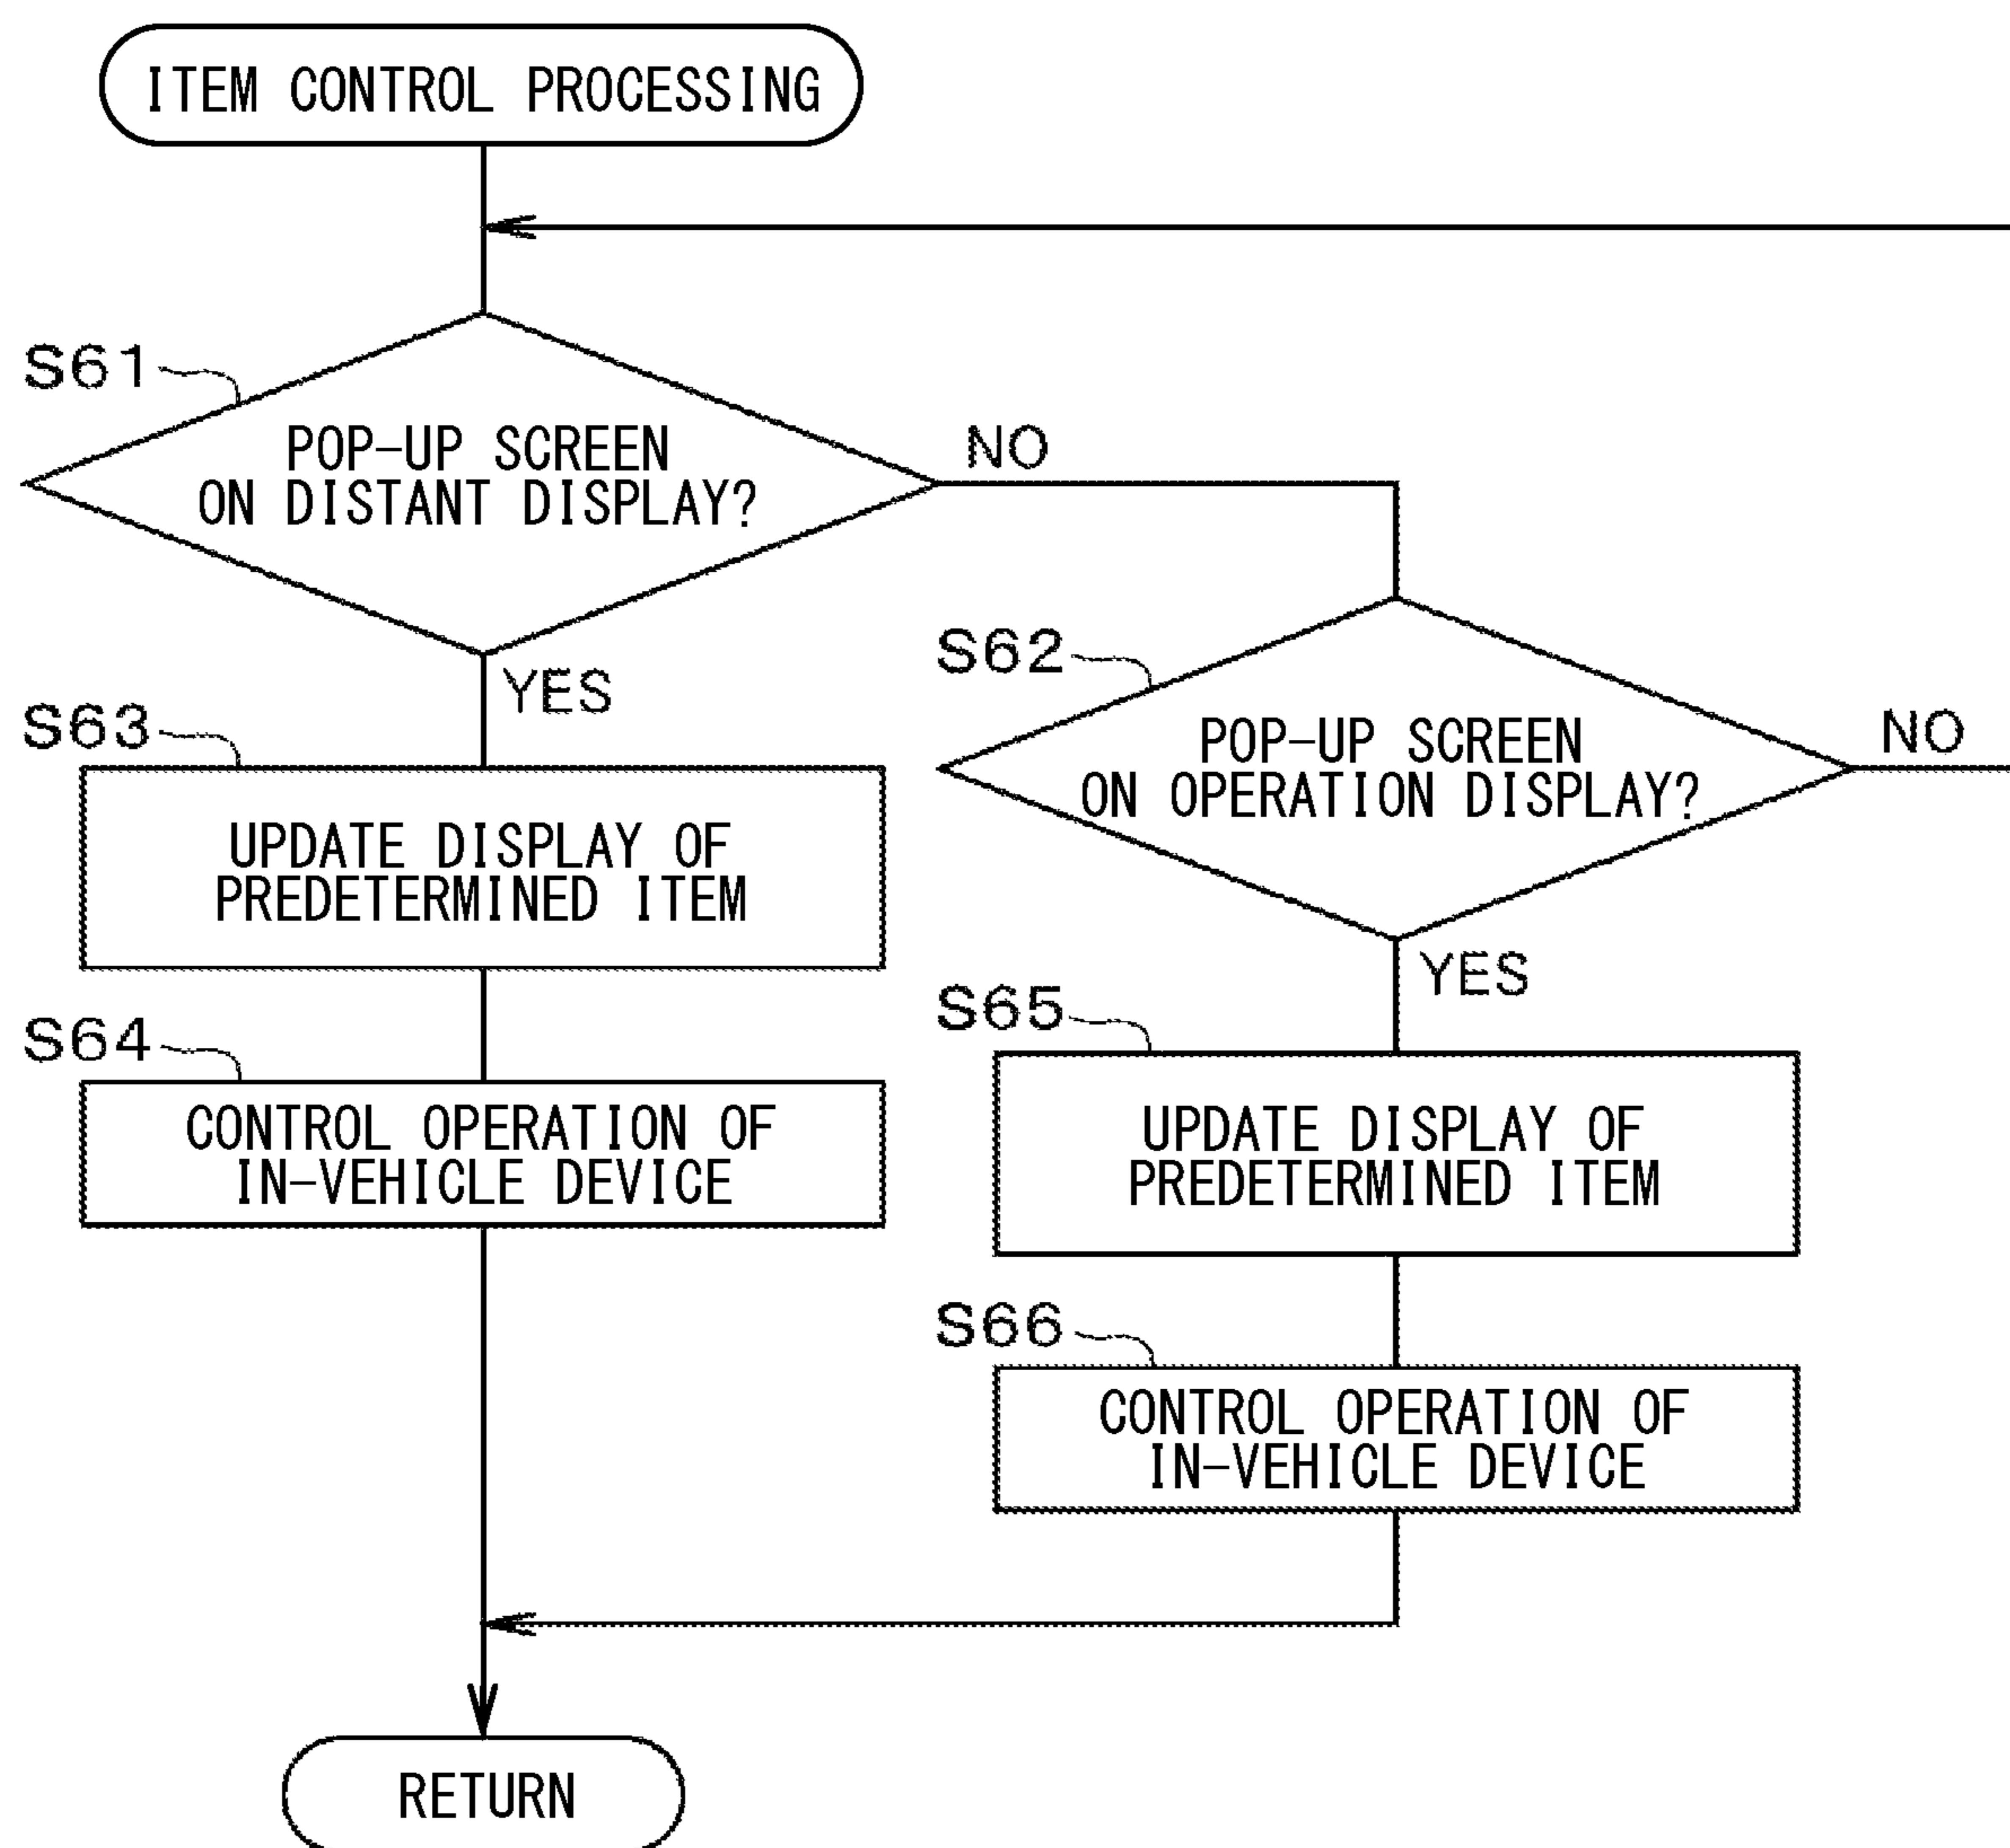 ITEM CONTROL PROCESSING
S61
POP-UP SCREEN
ON DISTANT DISPLAY?
NO
YES
S62
POP-UP SCREEN
ON OPERATION DISPLAY?
NO
YES
S63
UPDATE DISPLAY OF
PREDETERMINED ITEM
S64
CONTROL OPERATION OF
IN-VEHICLE DEVICE
S65
UPDATE DISPLAY OF
PREDETERMINED ITEM
S66
CONTROL OPERATION OF
IN-VEHICLE DEVICE
RETURN